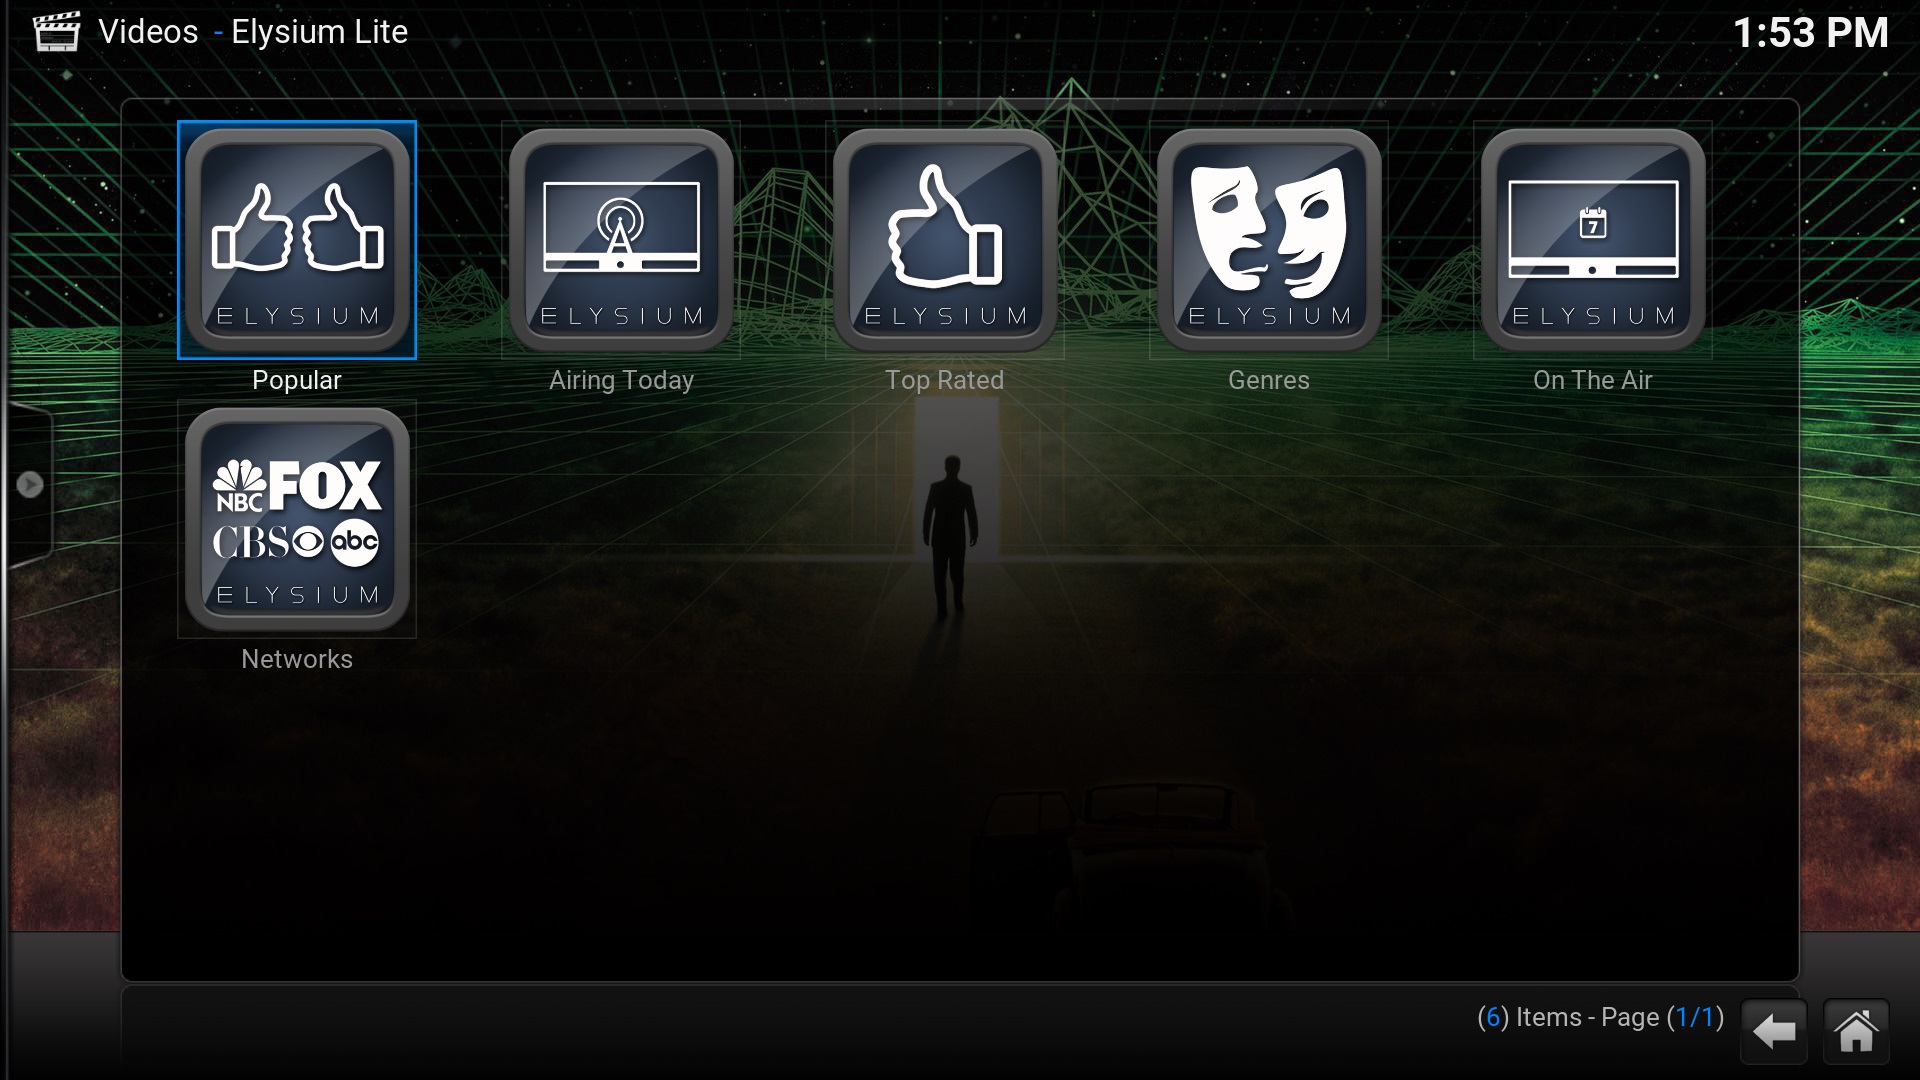 Videos - Elysium Lite
1:53 PM
ELYSIUM
ELYSIUM
ELYSIUM
ELYSIUM
7
ELYSIUM
Popular
Airing Today
Top Rated
Genres
On The Air
NBC FOX
CBS abc
ELYSIUM
Networks
(6) Items - Page (1/1)